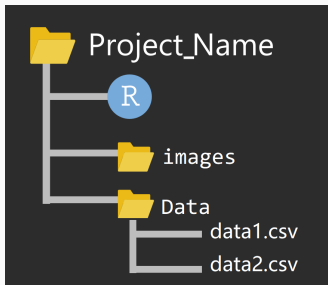 Project_Name
R
images
Data
data1.csv
data2.csv